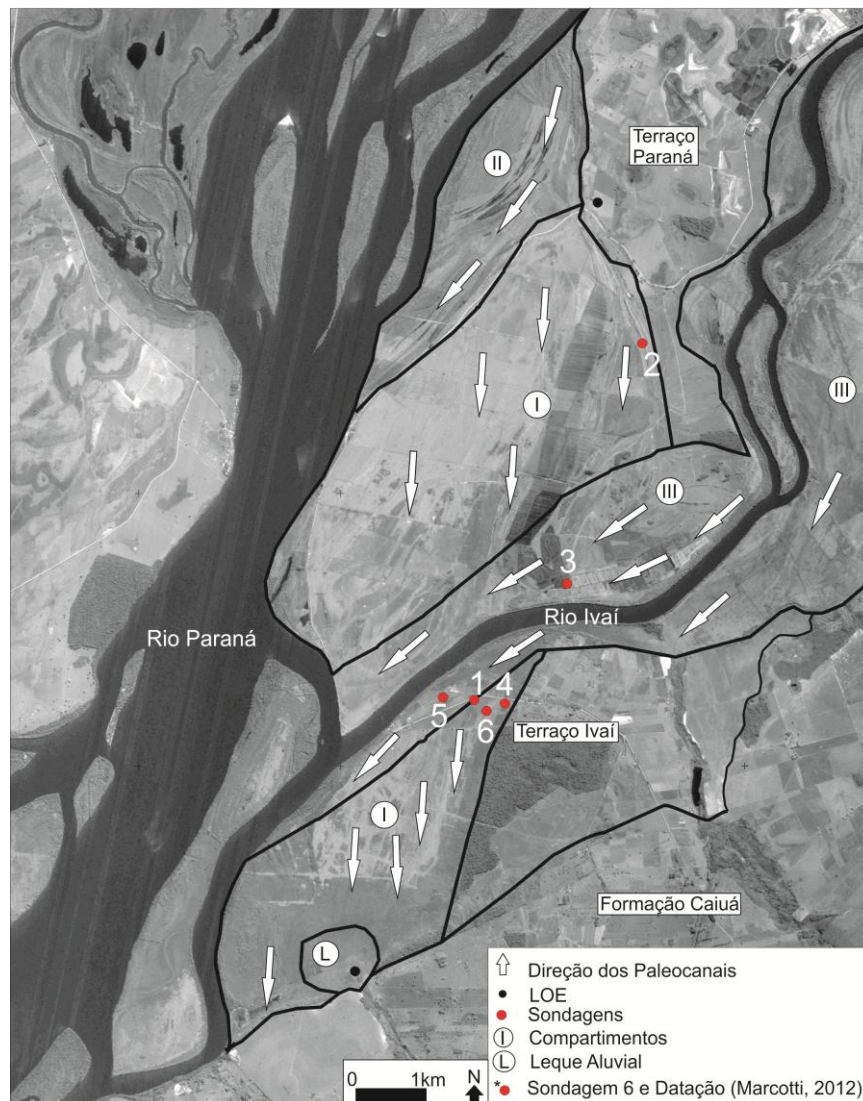 II
Terraço
Paraná
2
I
III
III
3
Rio Ivaí
Rio Paraná
1
4
5
6
Terraço Ivaí
I
Formação Caiuá
L
Direção dos Paleocanais
LOE
Sondagens
I Compartimentos
L Leque Aluvial
* Sondagem 6 e Datação (Marcotti, 2012)
0 1km N